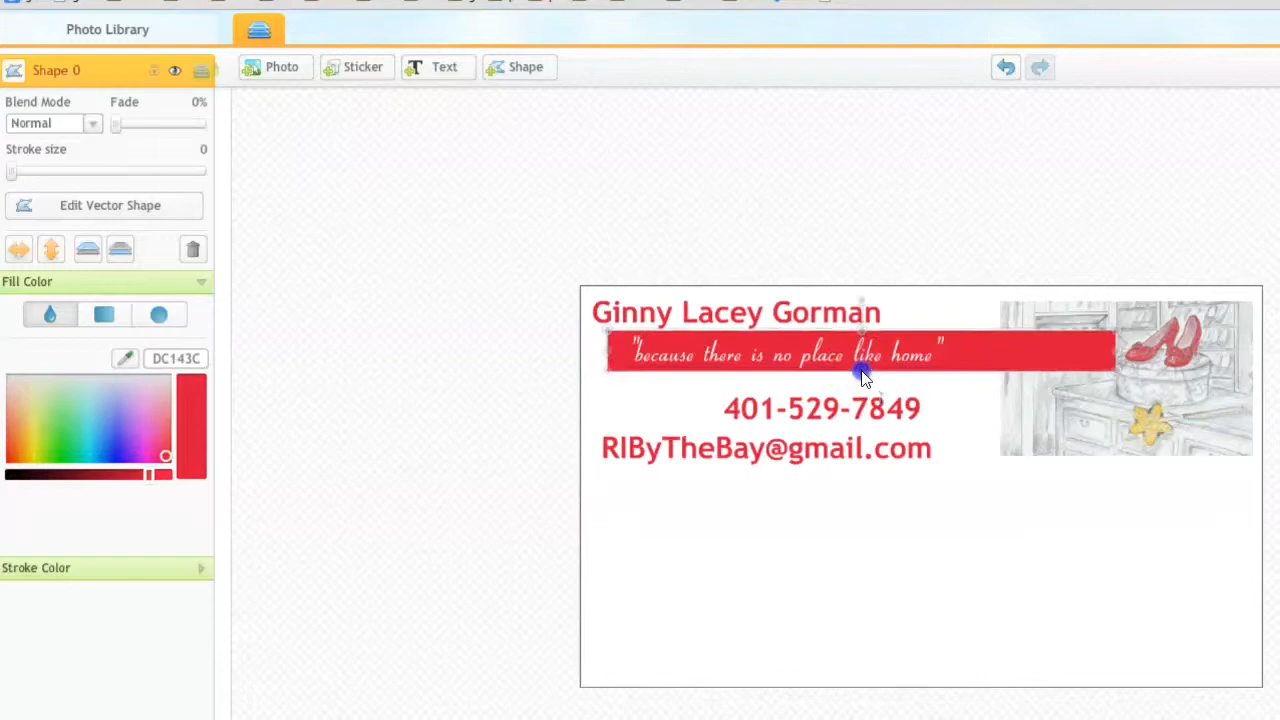 Photo Library
Shape 0
Photo
Sticker
Text
Shape
Blend Mode
Fade
0%
Normal
Stroke size
0
Edit Vector Shape
Fill Color
DC143C
Stroke Color
Ginny Lacey Gorman
"because there is no place like home"
401-529-7849
RIByTheBay@gmail.com